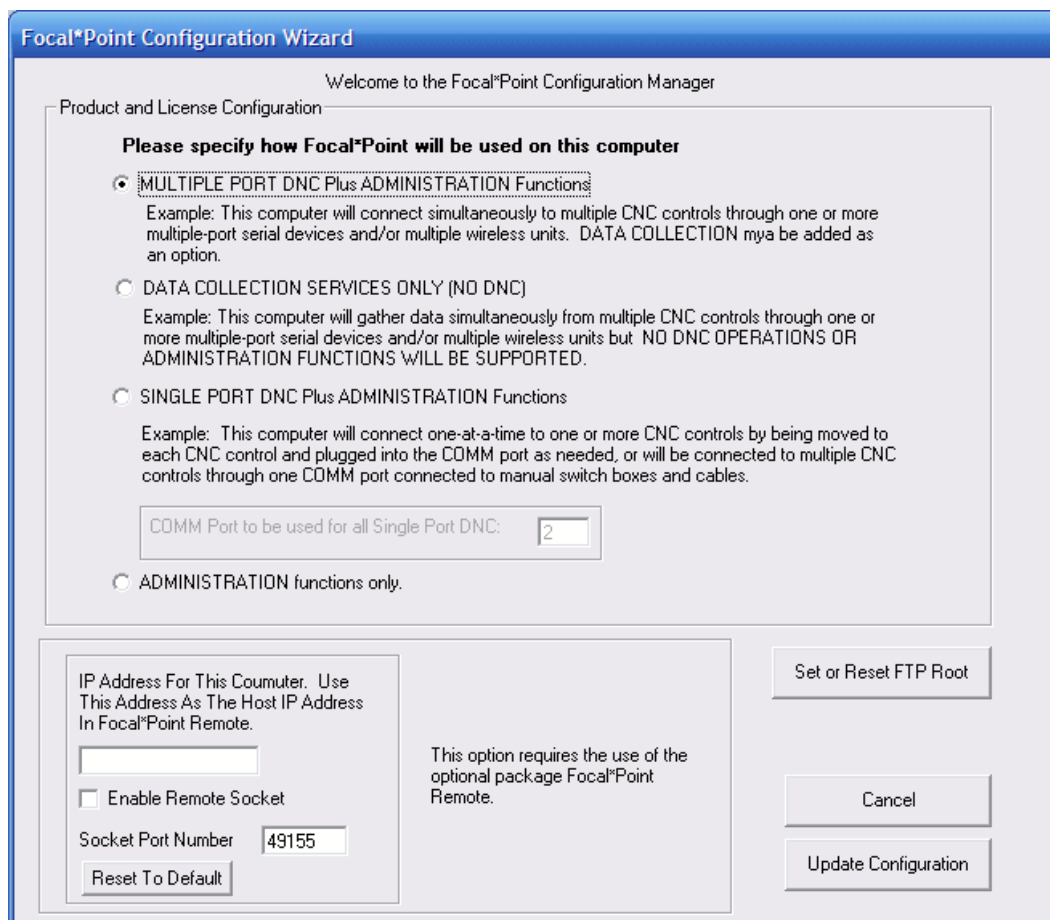 Focal*Point Configuration Wizard
Welcome to the Focal*Point Configuration Manager
Product and License Configuration
Please specify how Focal*Point will be used on this computer
MULTIPLE PORT DNC Plus ADMINISTRATION Functions
Example: This computer will connect simultaneously to multiple CNC controls through one or more
multiple-port serial devices and/or multiple wireless units. DATA COLLECTION mya be added as
an option.
DATA COLLECTION SERVICES ONLY (NO DNC)
Example: This computer will gather data simultaneously from multiple CNC controls through one or
more multiple-port serial devices and/or multiple wireless units but NO DNC OPERATIONS OR
ADMINISTRATION FUNCTIONS WILL BE SUPPORTED.
SINGLE PORT DNC Plus ADMINISTRATION Functions
Example: This computer will connect one-at-a-time to one or more CNC controls by being moved to
each CNC control and plugged into the COMM port as needed, or will be connected to multiple CNC
controls through one COMM port connected to manual switch boxes and cables.
COMM Port to be used for all Single Port DNC: 2
ADMINISTRATION functions only.
IP Address For This Coumuter. Use
This Address As The Host IP Address
In Focal*Point Remote.
Enable Remote Socket
Socket Port Number 49155
Reset To Default
This option requires the use of the
optional package Focal*Point
Remote.
Set or Reset FTP Root
Cancel
Update Configuration